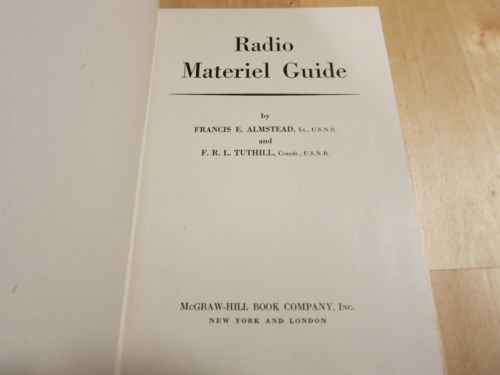 Radio
Materiel Guide
by
FRANCIS E. ALMSTEAD, Lt., U.S.N.R.
and
F. R. L. TUTHILL, Comdr., U.S.N.R.
McGRAW-HILL BOOK COMPANY, Inc.
NEW YORK AND LONDON